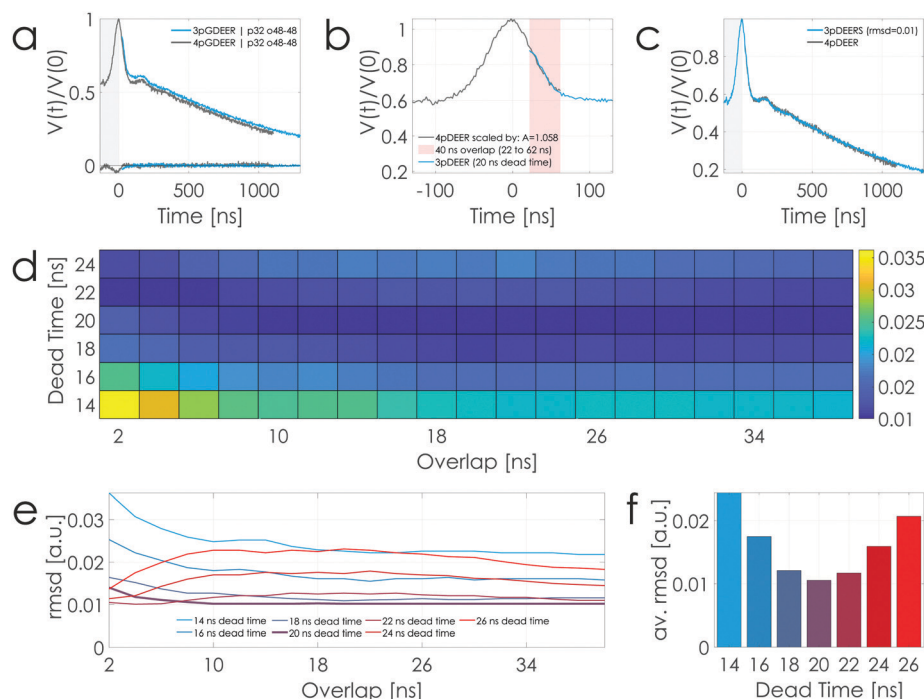 a
3pGDEER | p32 o48-48
4pGDEER | p32 o48-48
V(t)/V(0)
1
0.5
0
0
500
1000
Time [ns]
b
V(t)/V(0)
1
0.8
0.6
0.4
0.2
4pDEER scaled by: A=1.058
40 ns overlap (22 to 62 ns)
3pDEER (20 ns dead time)
-100
0
100
Time [ns]
c
3pDEERS (rmsd=0.01)
4pDEER
V(t)/V(0)
1
0.8
0.6
0.4
0.2
0
500
1000
Time [ns]
d
Dead Time [ns]
24
22
20
18
16
14
2
10
18
26
34
Overlap [ns]
0.035
0.03
0.025
0.02
0.015
0.01
e
rmsd [a.u.]
0.03
0.02
0.01
0
14 ns dead time
18 ns dead time
22 ns dead time
26 ns dead time
16 ns dead time
20 ns dead time
24 ns dead time
2
10
18
26
34
Overlap [ns]
f
av. rmsd [a.u.]
0.02
0.01
0
14 16 18 20 22 24 26
Dead Time [ns]